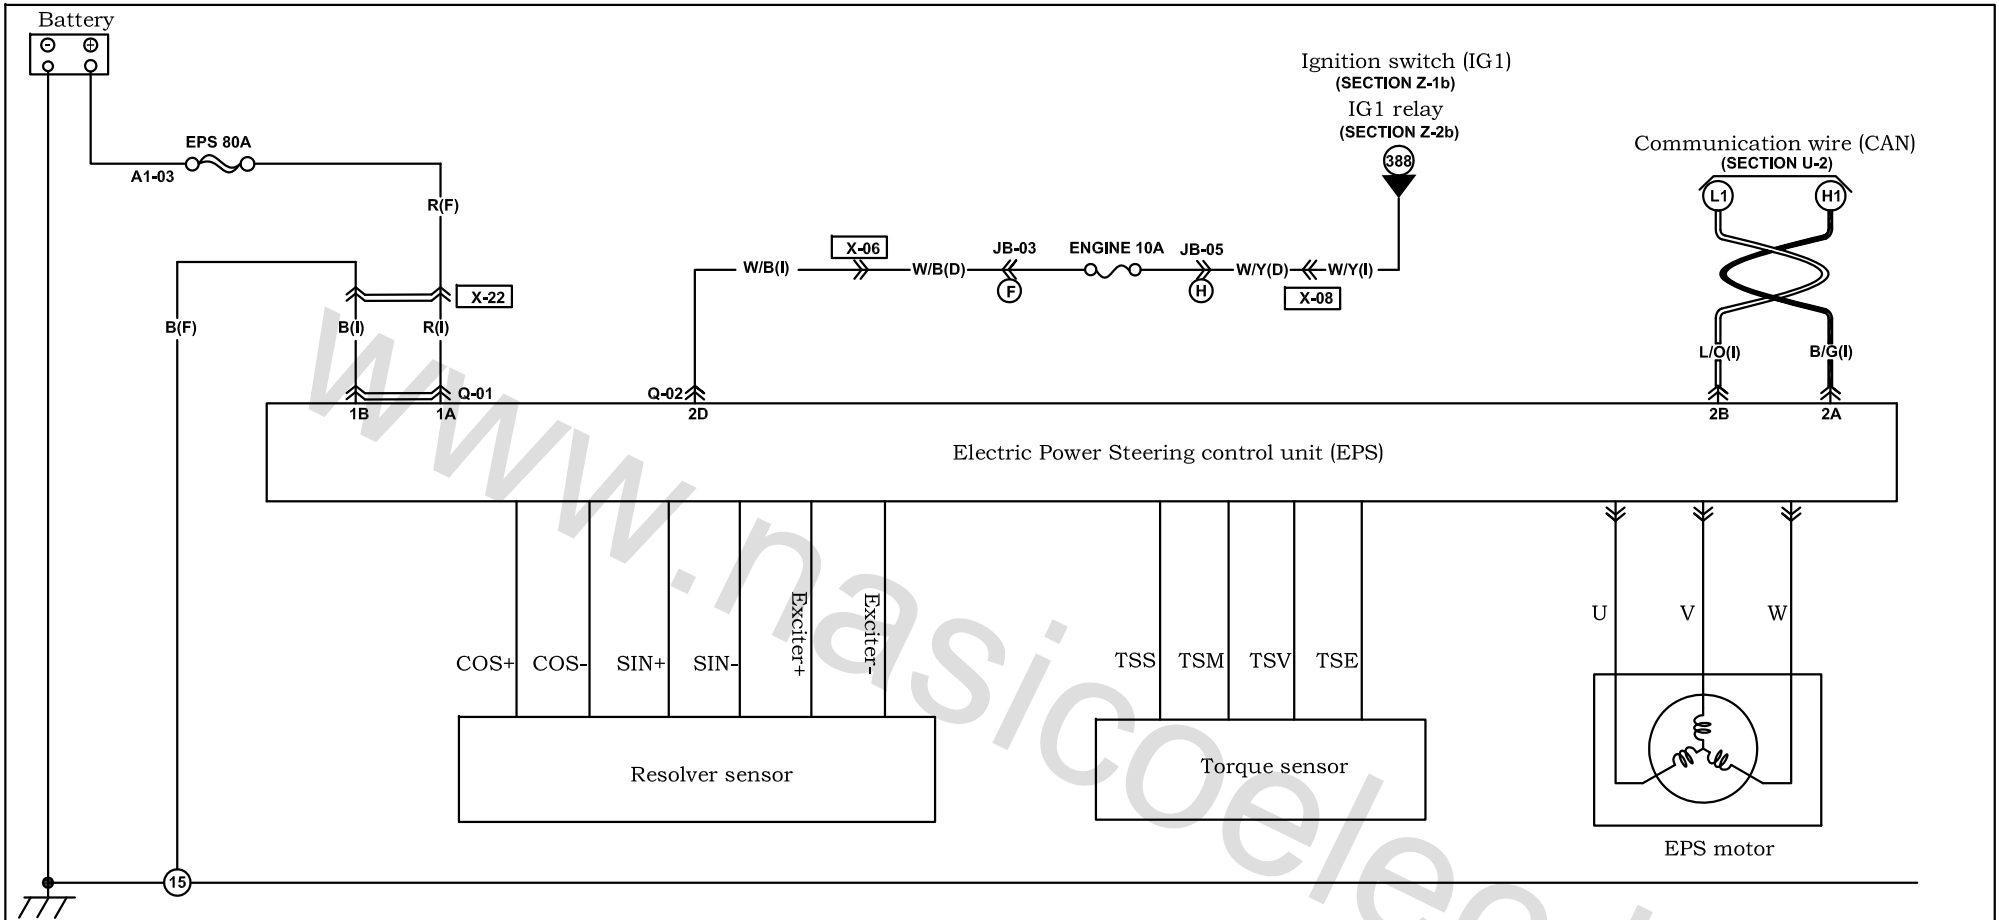 Battery
Ignition switch (IG1)
(SECTION Z-1b)
IG1 relay
(SECTION Z-2b)
388
Communication wire (CAN)
(SECTION U-2)
L1
H1
EPS 80A
A1-03
R(F)
X-06
JB-03
ENGINE 10A
JB-05
W/B(I)
W/B(D)
W/Y(D)
W/Y(I)
F
H
X-22
X-08
B(F)
B(I)
R(I)
L/O(I)
B/G(I)
Q-01
Q-02
1B
1A
2D
2B
2A
Electric Power Steering control unit (EPS)
COS+
COS-
SIN+
SIN-
Exciter+
Exciter-
TSS
TSM
TSV
TSE
U
V
W
Resolver sensor
Torque sensor
EPS motor
15
www.nasicoelec